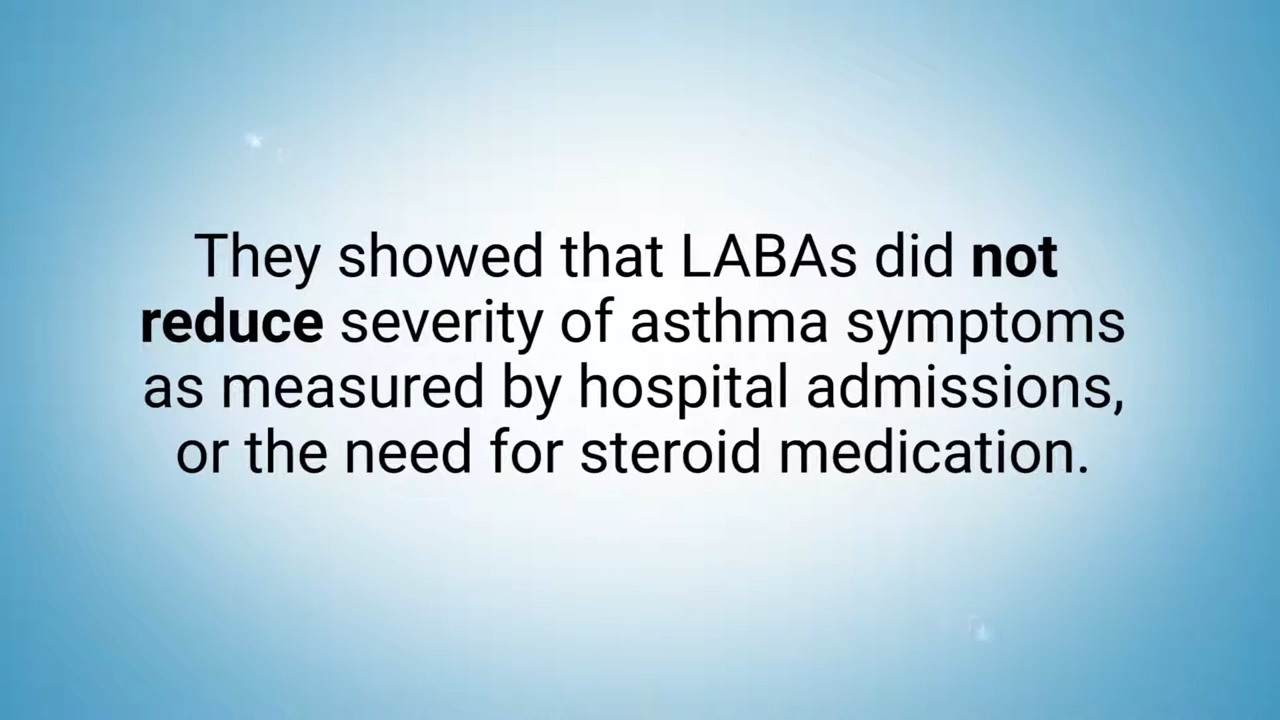 They showed that LABAs did not
reduce severity of asthma symptoms
as measured by hospital admissions,
or the need for steroid medication.